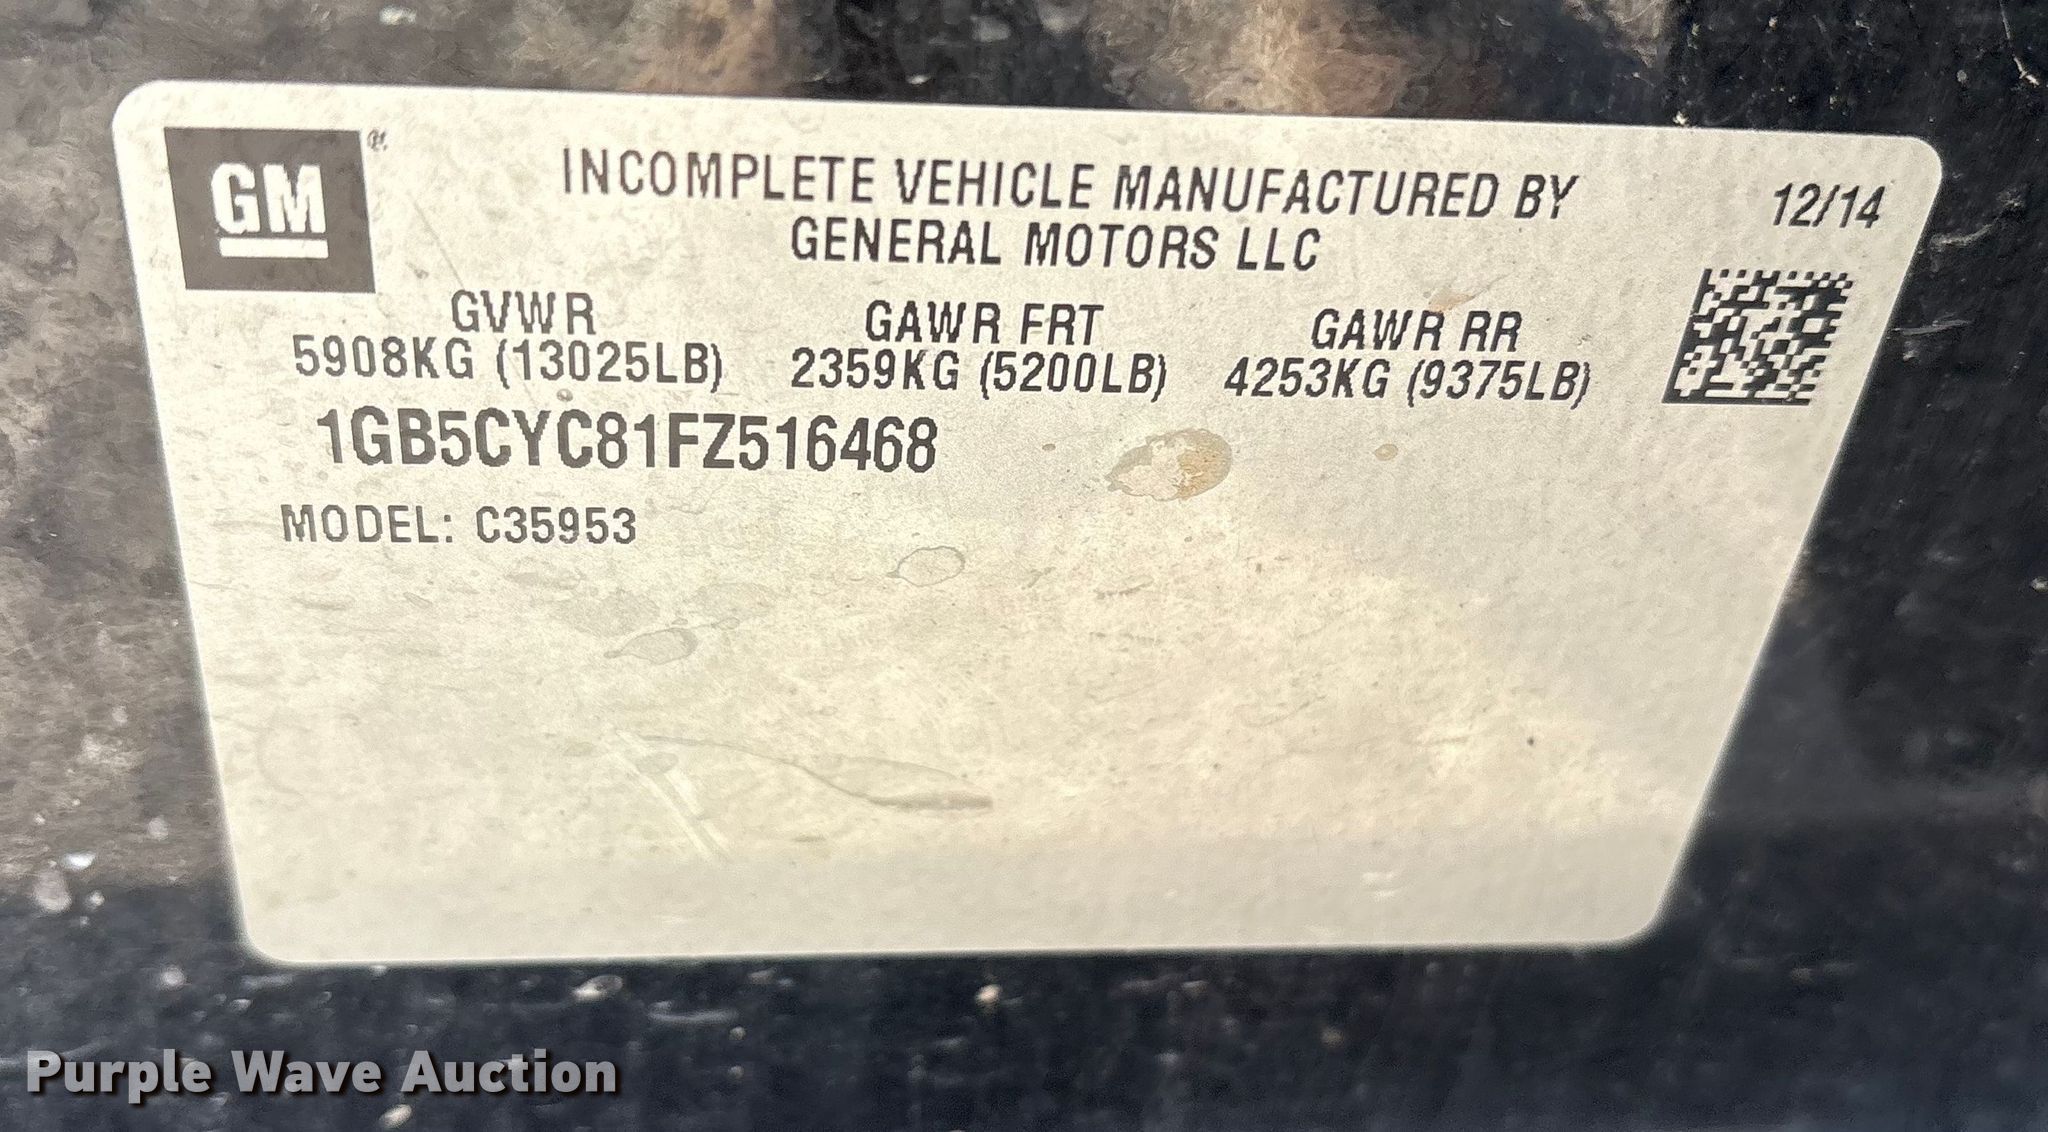 GM
INCOMPLETE VEHICLE MANUFACTURED BY
GENERAL MOTORS LLC
12/14
GVWR
5908KG (13025LB)
GAWR FRT
2359KG (5200LB)
GAWR RR
4253KG (9375LB)
1GB5CYC81FZ516468
MODEL: C35953
Purple Wave Auction